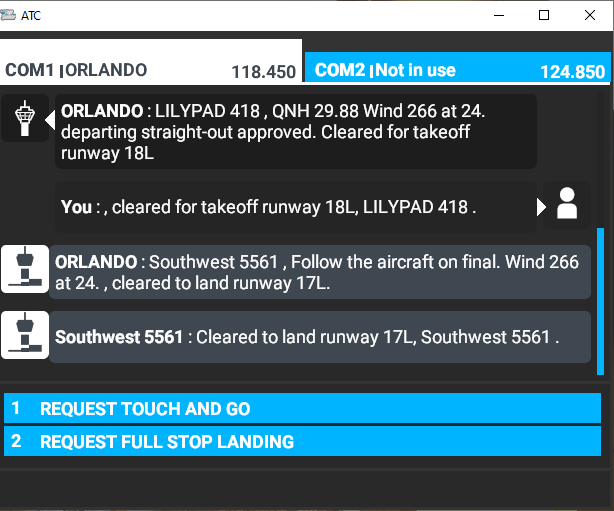 ATC
COM1 |ORLANDO 118.450 COM2 |Not in use 124.850
ORLANDO : LILYPAD 418 , QNH 29.88 Wind 266 at 24.
departing straight-out approved. Cleared for takeoff
runway 18L
You : , cleared for takeoff runway 18L, LILYPAD 418 .
ORLANDO : Southwest 5561 , Follow the aircraft on final. Wind 266
at 24. , cleared to land runway 17L.
Southwest 5561 : Cleared to land runway 17L, Southwest 5561 .
1 REQUEST TOUCH AND GO
2 REQUEST FULL STOP LANDING